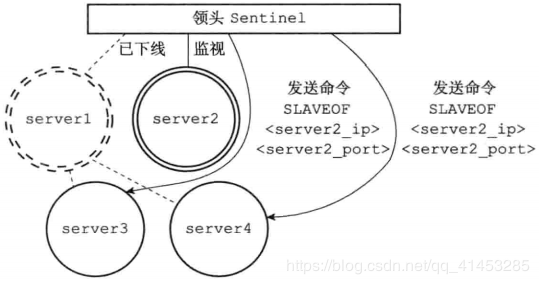 领头 Sentinel
已下线
监视
发送命令
SLAVEOF
<server2_ip>
<server2_port>
发送命令
SLAVEOF
<server2_ip>
<server2_port>
server1
server2
server3
server4
https://blog.csdn.net/qq_41453285